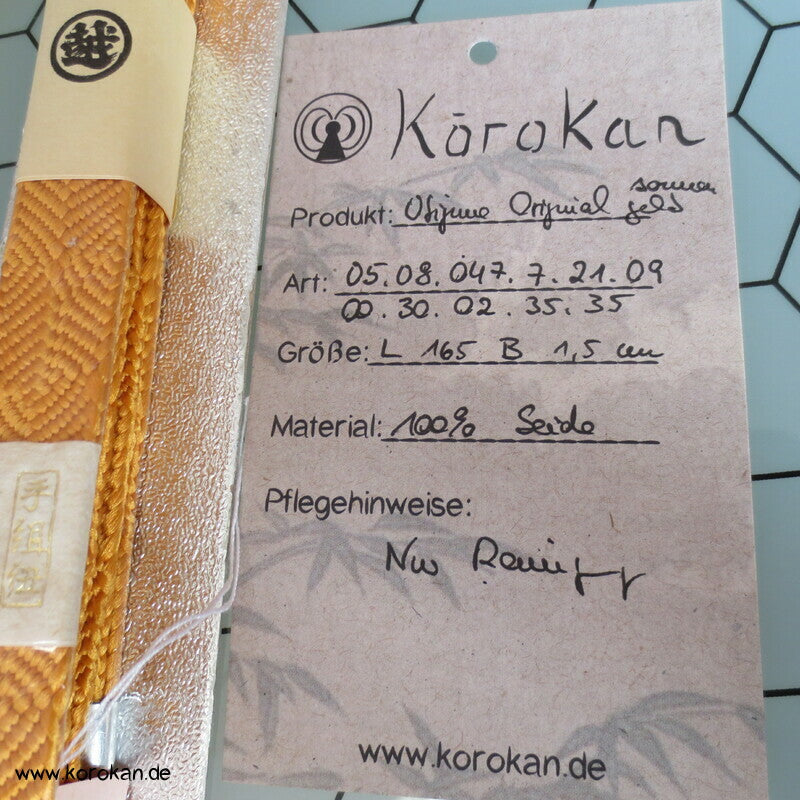 越
手組紐
Kōrokan
Produkt: Obijime Original sonnen
gelb
Art: 05.08.047.7.21.09
00.30.02.35.35
Größe: L 165 B 1,5 cm
Material: 100% Seide
Pflegehinweise:
Nur Reinigung
www.korokan.de
www.korokan.de